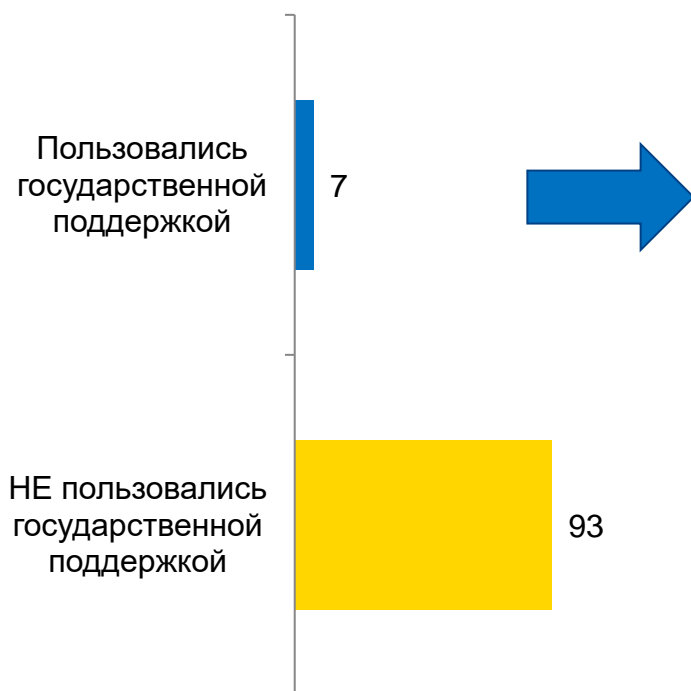 Пользовались
государственной
поддержкой
7
НЕ пользовались
государственной
поддержкой
93